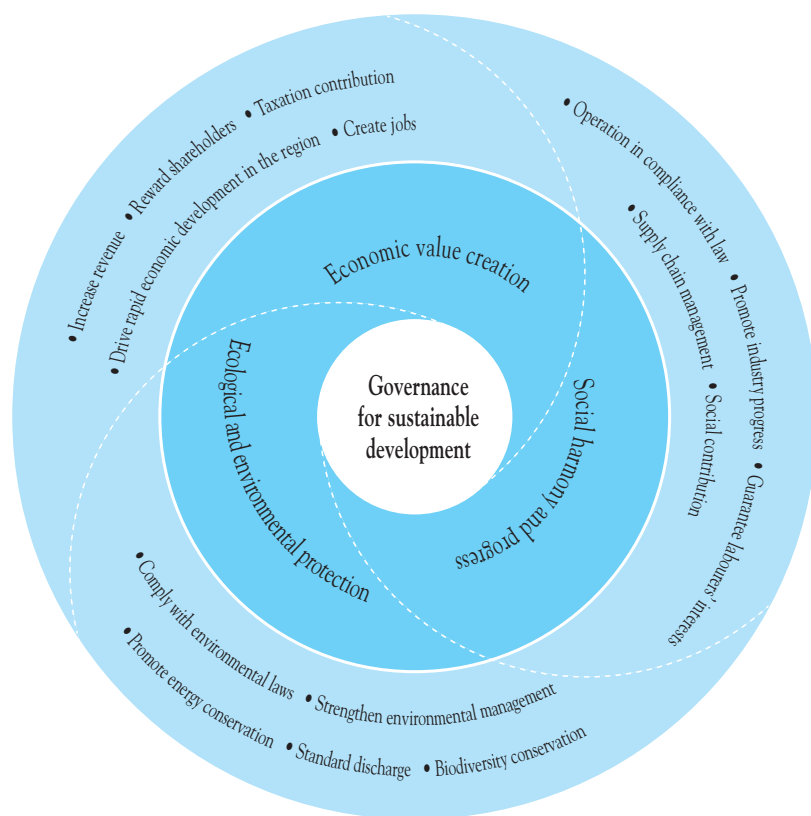 • Increase revenue • Reward shareholders • Taxation contribution
• Drive rapid economic development in the region • Create jobs
• Operation in compliance with law • Promote industry progress • Guarantee labourers' interests
• Supply chain management • Social contribution
Economic value creation
Ecological and environmental protection
Social harmony and progress
Governance
for sustainable
development
• Comply with environmental laws • Strengthen environmental management
• Promote energy conservation • Standard discharge • Biodiversity conservation